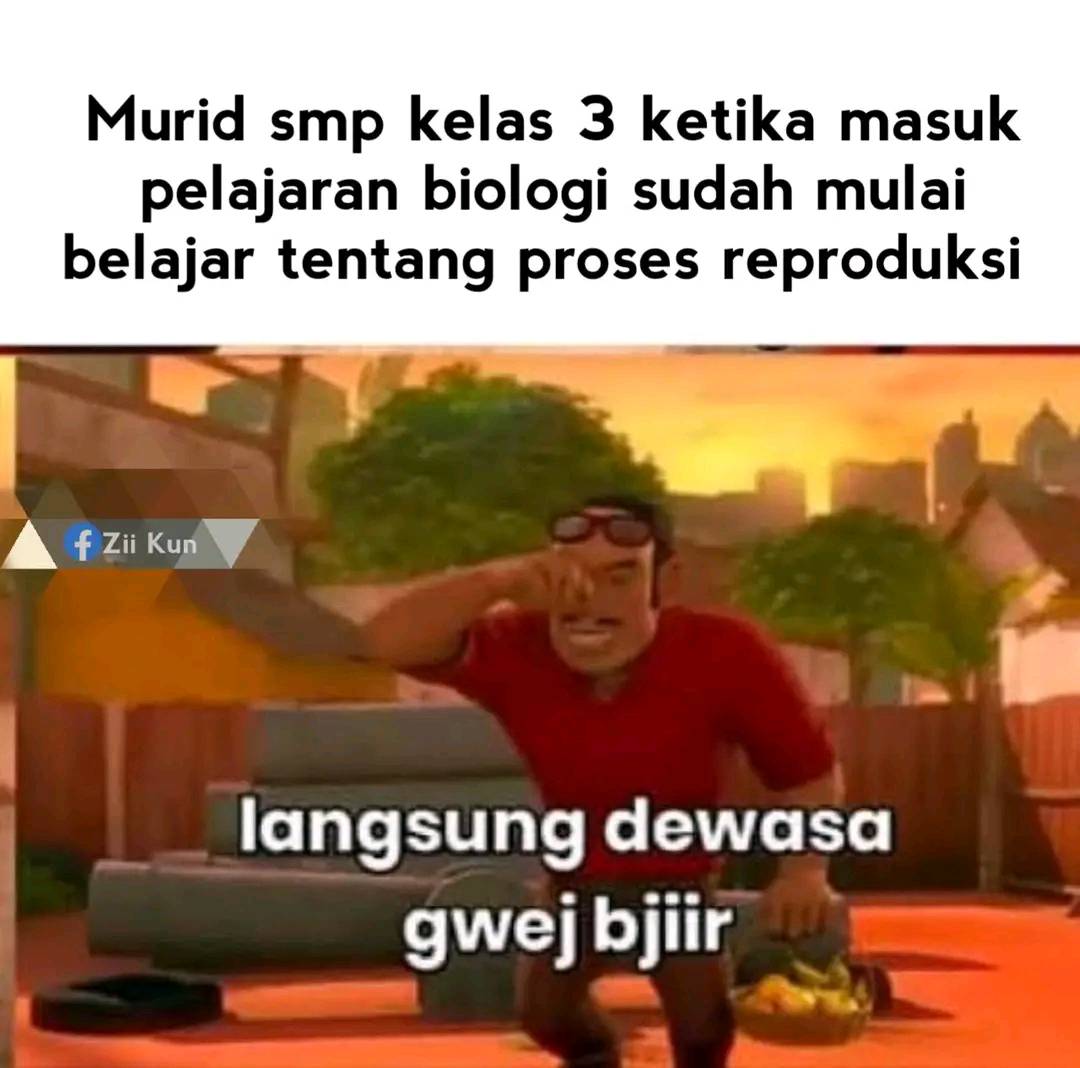 Murid smp kelas 3 ketika masuk
pelajaran biologi sudah mulai
belajar tentang proses reproduksi
Zii Kun
langsung dewasa
gwej bjiir